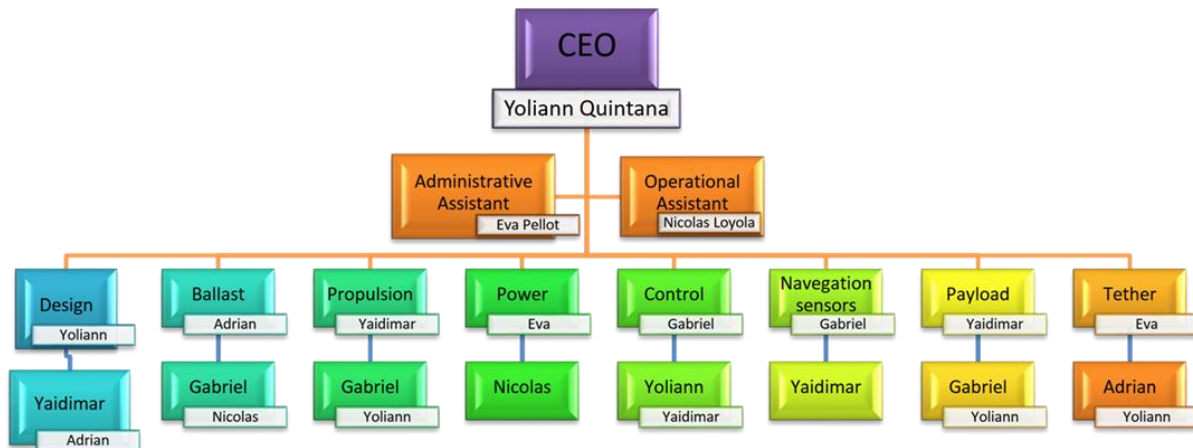 CEO
Yoliann Quintana
Administrative
Assistant
Eva Pellot
Operational
Assistant
Nicolas Loyola
Design
Yoliann
Ballast
Adrian
Propulsion
Yaidimar
Power
Eva
Control
Gabriel
Navegation
sensors
Gabriel
Payload
Yaidimar
Tether
Eva
Yaidimar
Adrian
Gabriel
Nicolas
Gabriel
Yoliann
Nicolas
Yoliann
Yaidimar
Yaidimar
Gabriel
Yoliann
Adrian
Yoliann